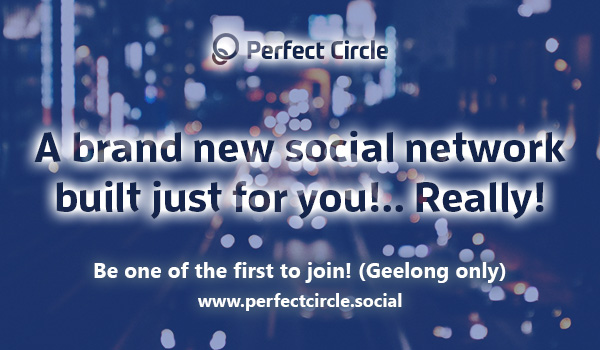 Perfect Circle
A brand new social network
built just for you!.. Really!
Be one of the first to join! (Geelong only)
www.perfectcircle.social